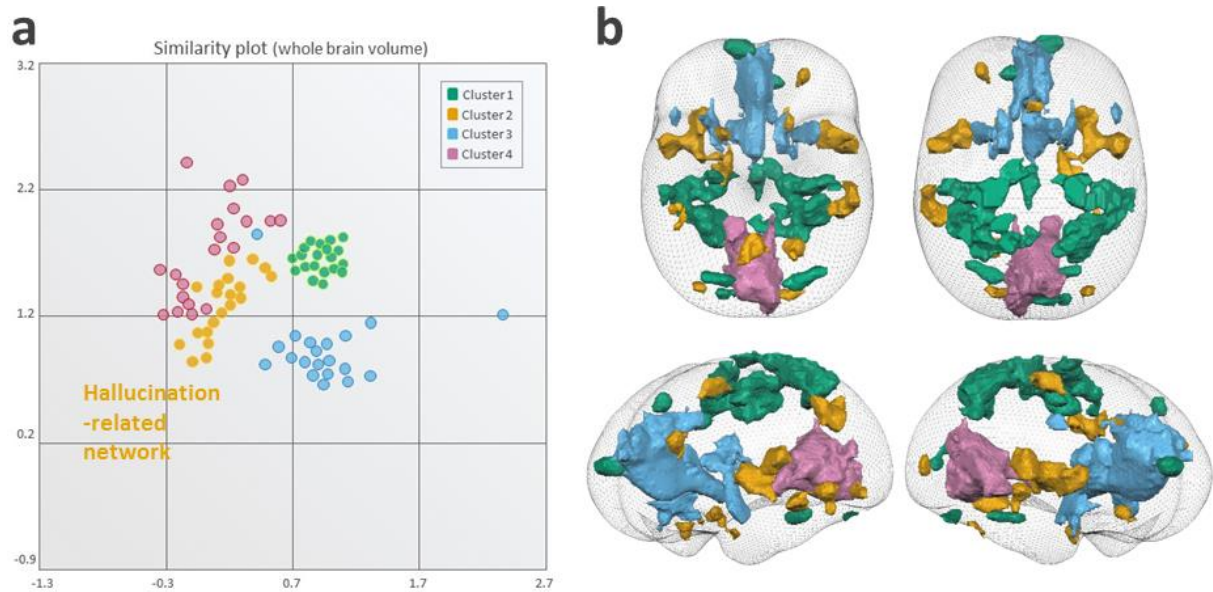 a
b
Similarity plot (whole brain volume)
3.2
Cluster 1
Cluster 2
Cluster 3
Cluster 4
2.2
1.2
Hallucination
-related
network
0.2
-0.9
-1.3
-0.3
0.7
1.7
2.7